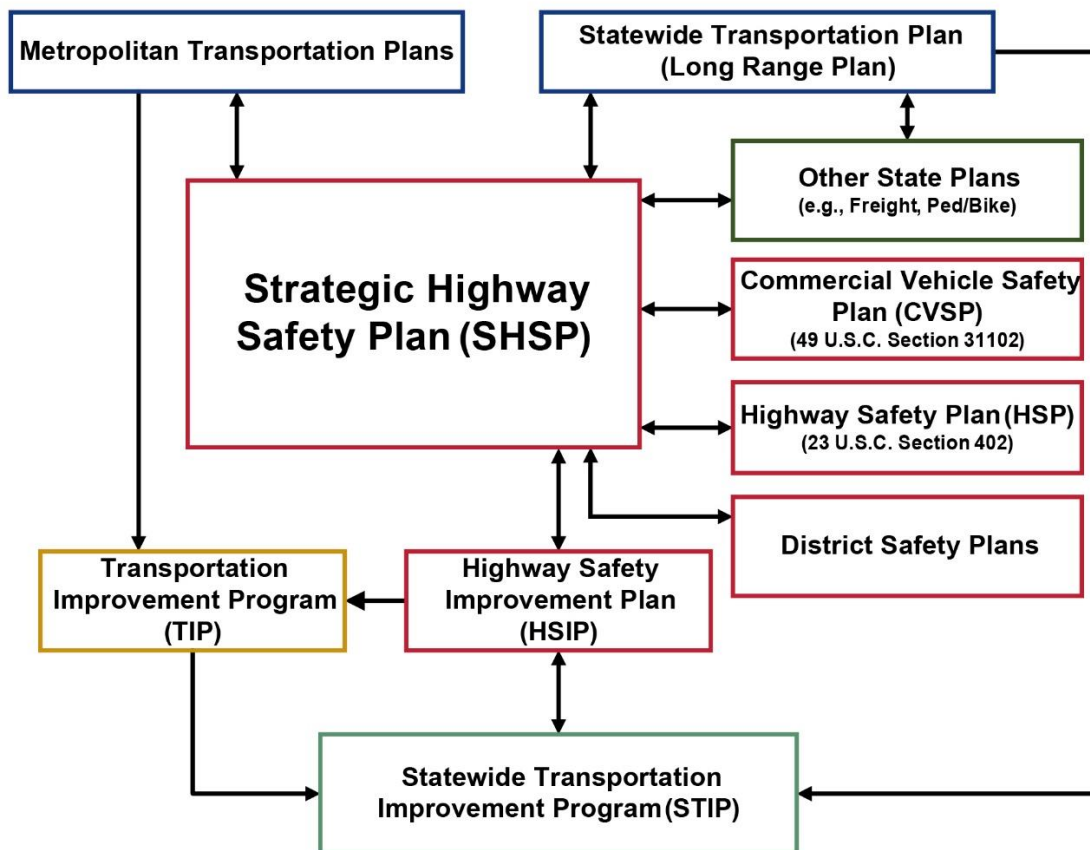 Metropolitan Transportation Plans
Statewide Transportation Plan
(Long Range Plan)
Other State Plans
(e.g., Freight, Ped/Bike)
Strategic Highway
Safety Plan (SHSP)
Commercial Vehicle Safety
Plan (CVSP)
(49 U.S.C. Section 31102)
Highway Safety Plan (HSP)
(23 U.S.C. Section 402)
District Safety Plans
Transportation
Improvement Program
(TIP)
Highway Safety
Improvement Plan
(HSIP)
Statewide Transportation
Improvement Program (STIP)